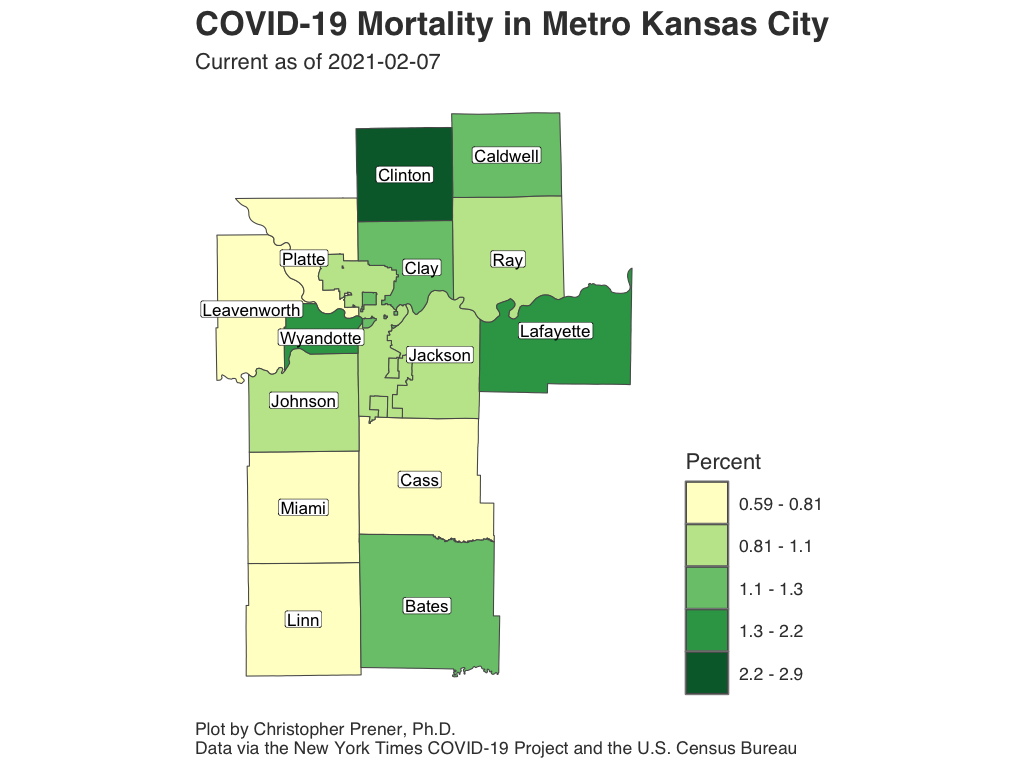 COVID-19 Mortality in Metro Kansas City
Current as of 2021-02-07
Caldwell
Clinton
Platte
Clay
Ray
Leavenworth
Wyandotte
Lafayette
Jackson
Johnson
Cass
Miami
Bates
Linn
Percent
0.59 - 0.81
0.81 - 1.1
1.1 - 1.3
1.3 - 2.2
2.2 - 2.9
Plot by Christopher Prener, Ph.D.
Data via the New York Times COVID-19 Project and the U.S. Census Bureau